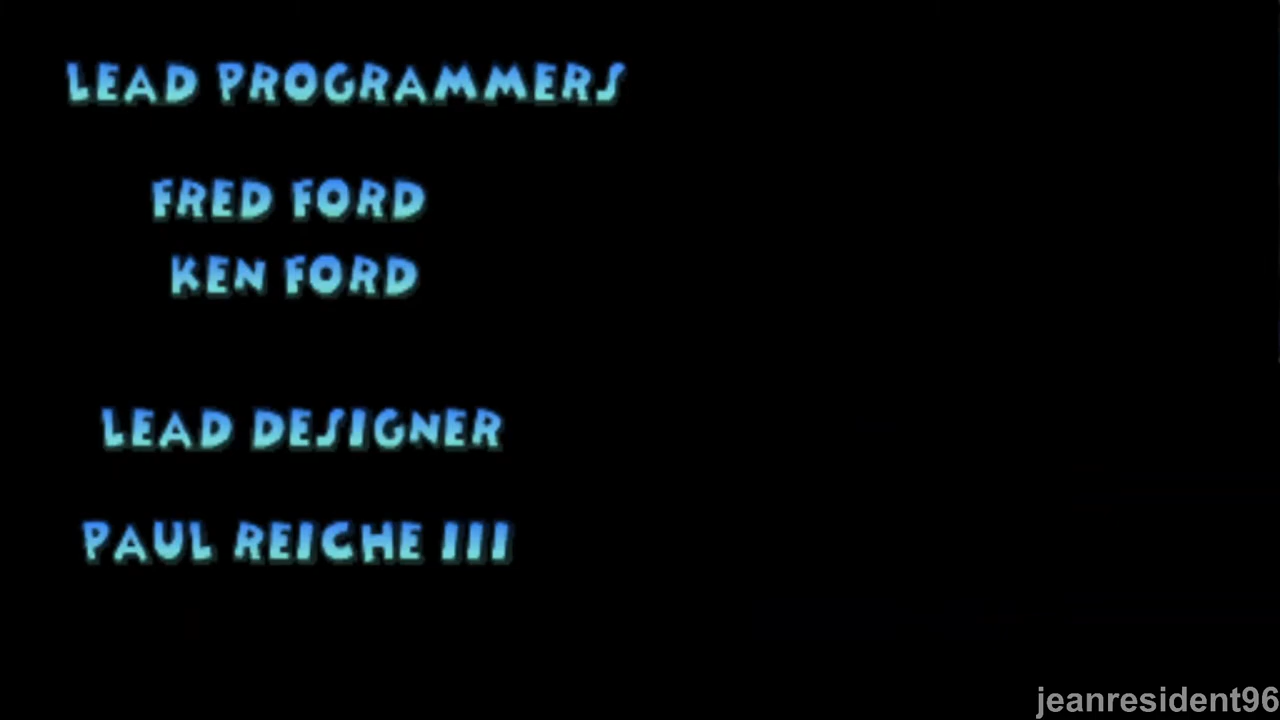 LEAD PROGRAMMERS
FRED FORD
KEN FORD
LEAD DESIGNER
PAUL REICHE III
jeanresident96